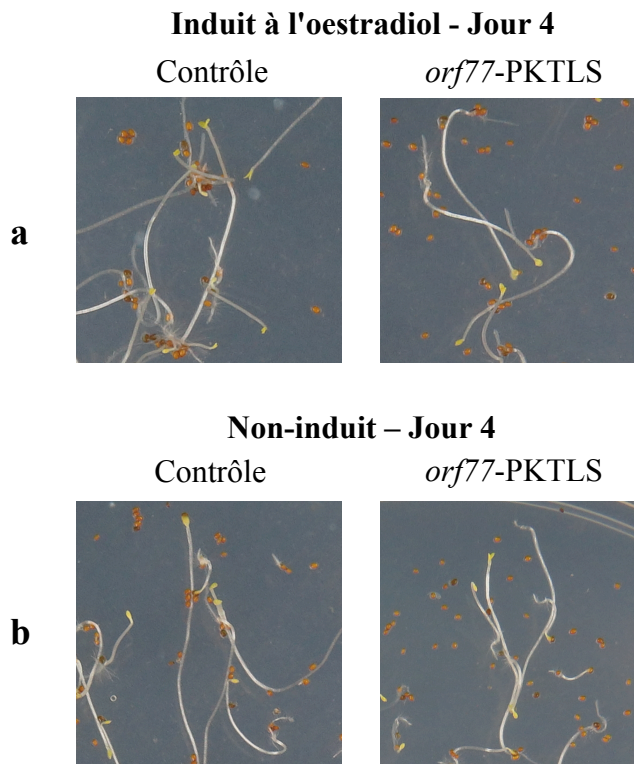 Induit à l'oestradiol - Jour 4
Contrôle orf77-PKTLS
a
Non-induit – Jour 4
Contrôle orf77-PKTLS
b